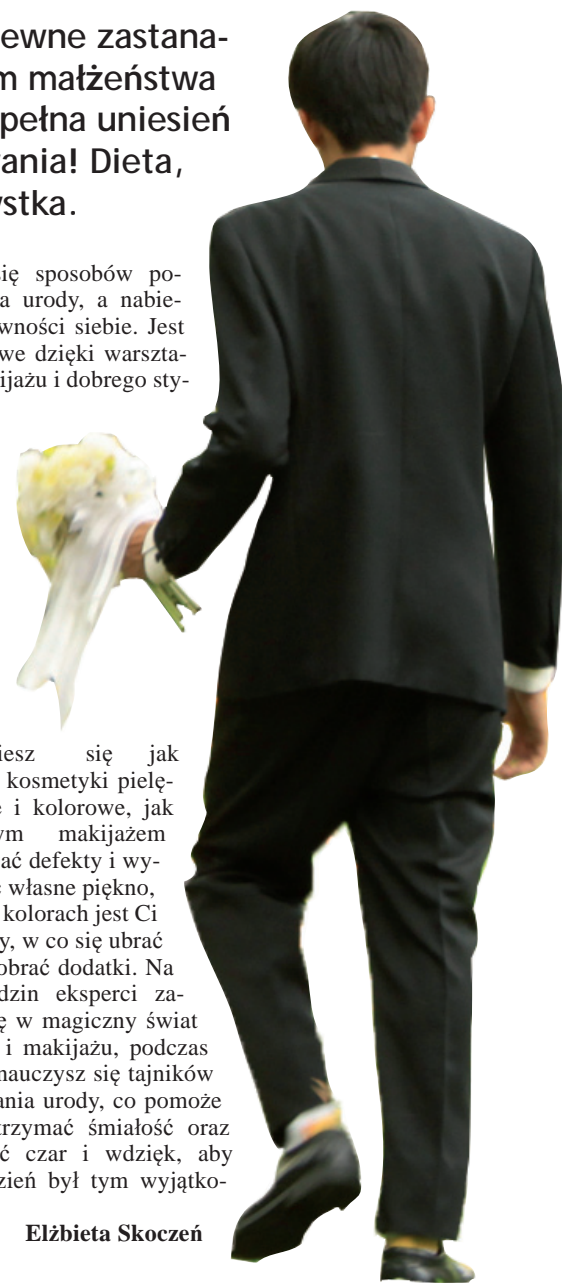 ewne zastana-
m małżeństwa
pełna uniesień
ania! Dieta,
stka.
się sposobów po-
a urody, a nabie-
wności siebie. Jest
we dzięki warszta-
ijażu i dobrego sty-
iesz się jak
kosmetyki pielę-
e i kolorowe, jak
ym makijażem
ać defekty i wy-
własne piękno,
kolorach jest Ci
y, w co się ubrać
obrać dodatki. Na
dzin eksperci za-
ę w magiczny świat
i makijażu, podczas
nauczysz się tajników
ania urody, co pomoże
trzymać śmiałość oraz
ć czar i wdzięk, aby
zień był tym wyjątko-
Elżbieta Skoczeń